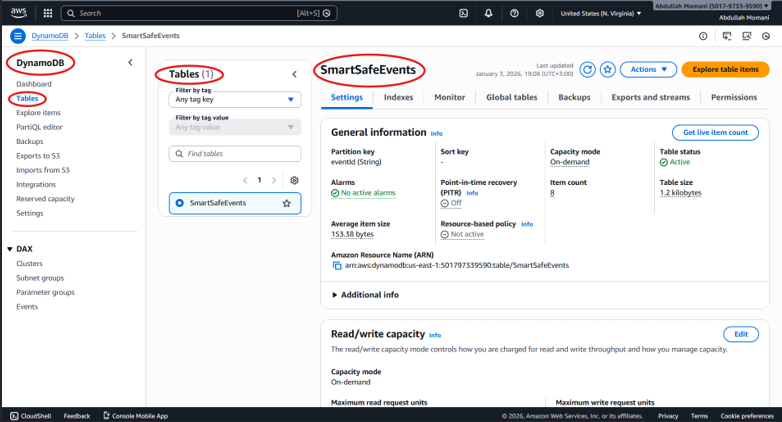 aws
Search
[Alt+S]
United States (N. Virginia)
Abdullah Momani (5017-9733-9590)
Abdullah Momani
DynamoDB
Tables
SmartSafeEvents
DynamoDB
Dashboard
Tables
Explore items
PartiQL editor
Backups
Exports to S3
Imports from S3
Integrations
Reserved capacity
Settings
DAX
Clusters
Subnet groups
Parameter groups
Events
Tables (1)
Filter by tag
Any tag key
Filter by tag value
Any tag value
Find tables
1
SmartSafeEvents
SmartSafeEvents
Last updated
January 3, 2026, 19:08 (UTC+3:00)
Actions
Explore table items
Settings
Indexes
Monitor
Global tables
Backups
Exports and streams
Permissions
General information Info
Get live item count
Partition key
eventId (String)
Sort key
-
Capacity mode
On-demand
Table status
Active
Alarms
No active alarms
Point-in-time recovery
(PITR) Info
Off
Item count
8
Table size
1.2 kilobytes
Average item size
153.38 bytes
Resource-based policy Info
Not active
Amazon Resource Name (ARN)
arn:aws:dynamodb:us-east-1:501797339590:table/SmartSafeEvents
Additional info
Read/write capacity Info
Edit
The read/write capacity mode controls how you are charged for read and write throughput and how you manage capacity.
Capacity mode
On-demand
Maximum read request units
Maximum write request units
CloudShell
Feedback
Console Mobile App
© 2026, Amazon Web Services, Inc. or its affiliates.
Privacy
Terms
Cookie preferences